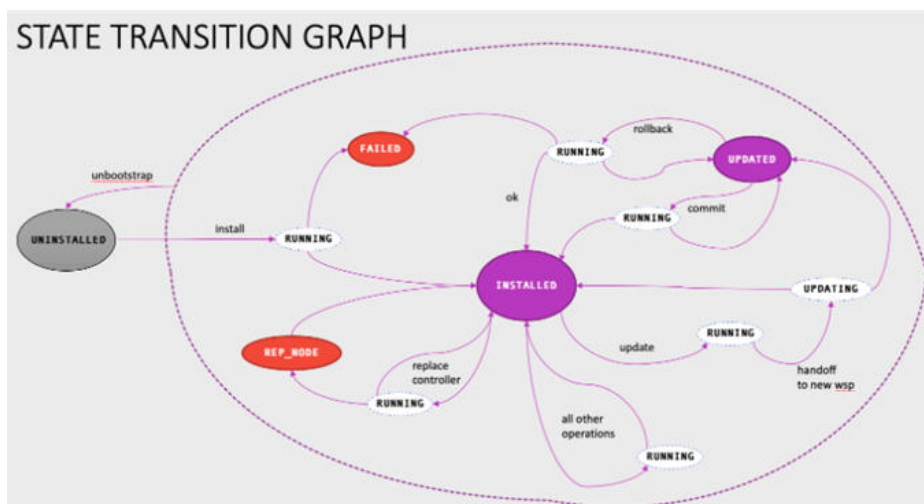 STATE TRANSITION GRAPH
rollback
FAILED
RUNNING
UPDATED
unbootstrap
ok
commit
RUNNING
install
UNINSTALLED
RUNNING
INSTALLED
UPDATING
update
RUNNING
REP_NODE
replace
controller
handoff
to new wsp
RUNNING
all other
operations
RUNNING